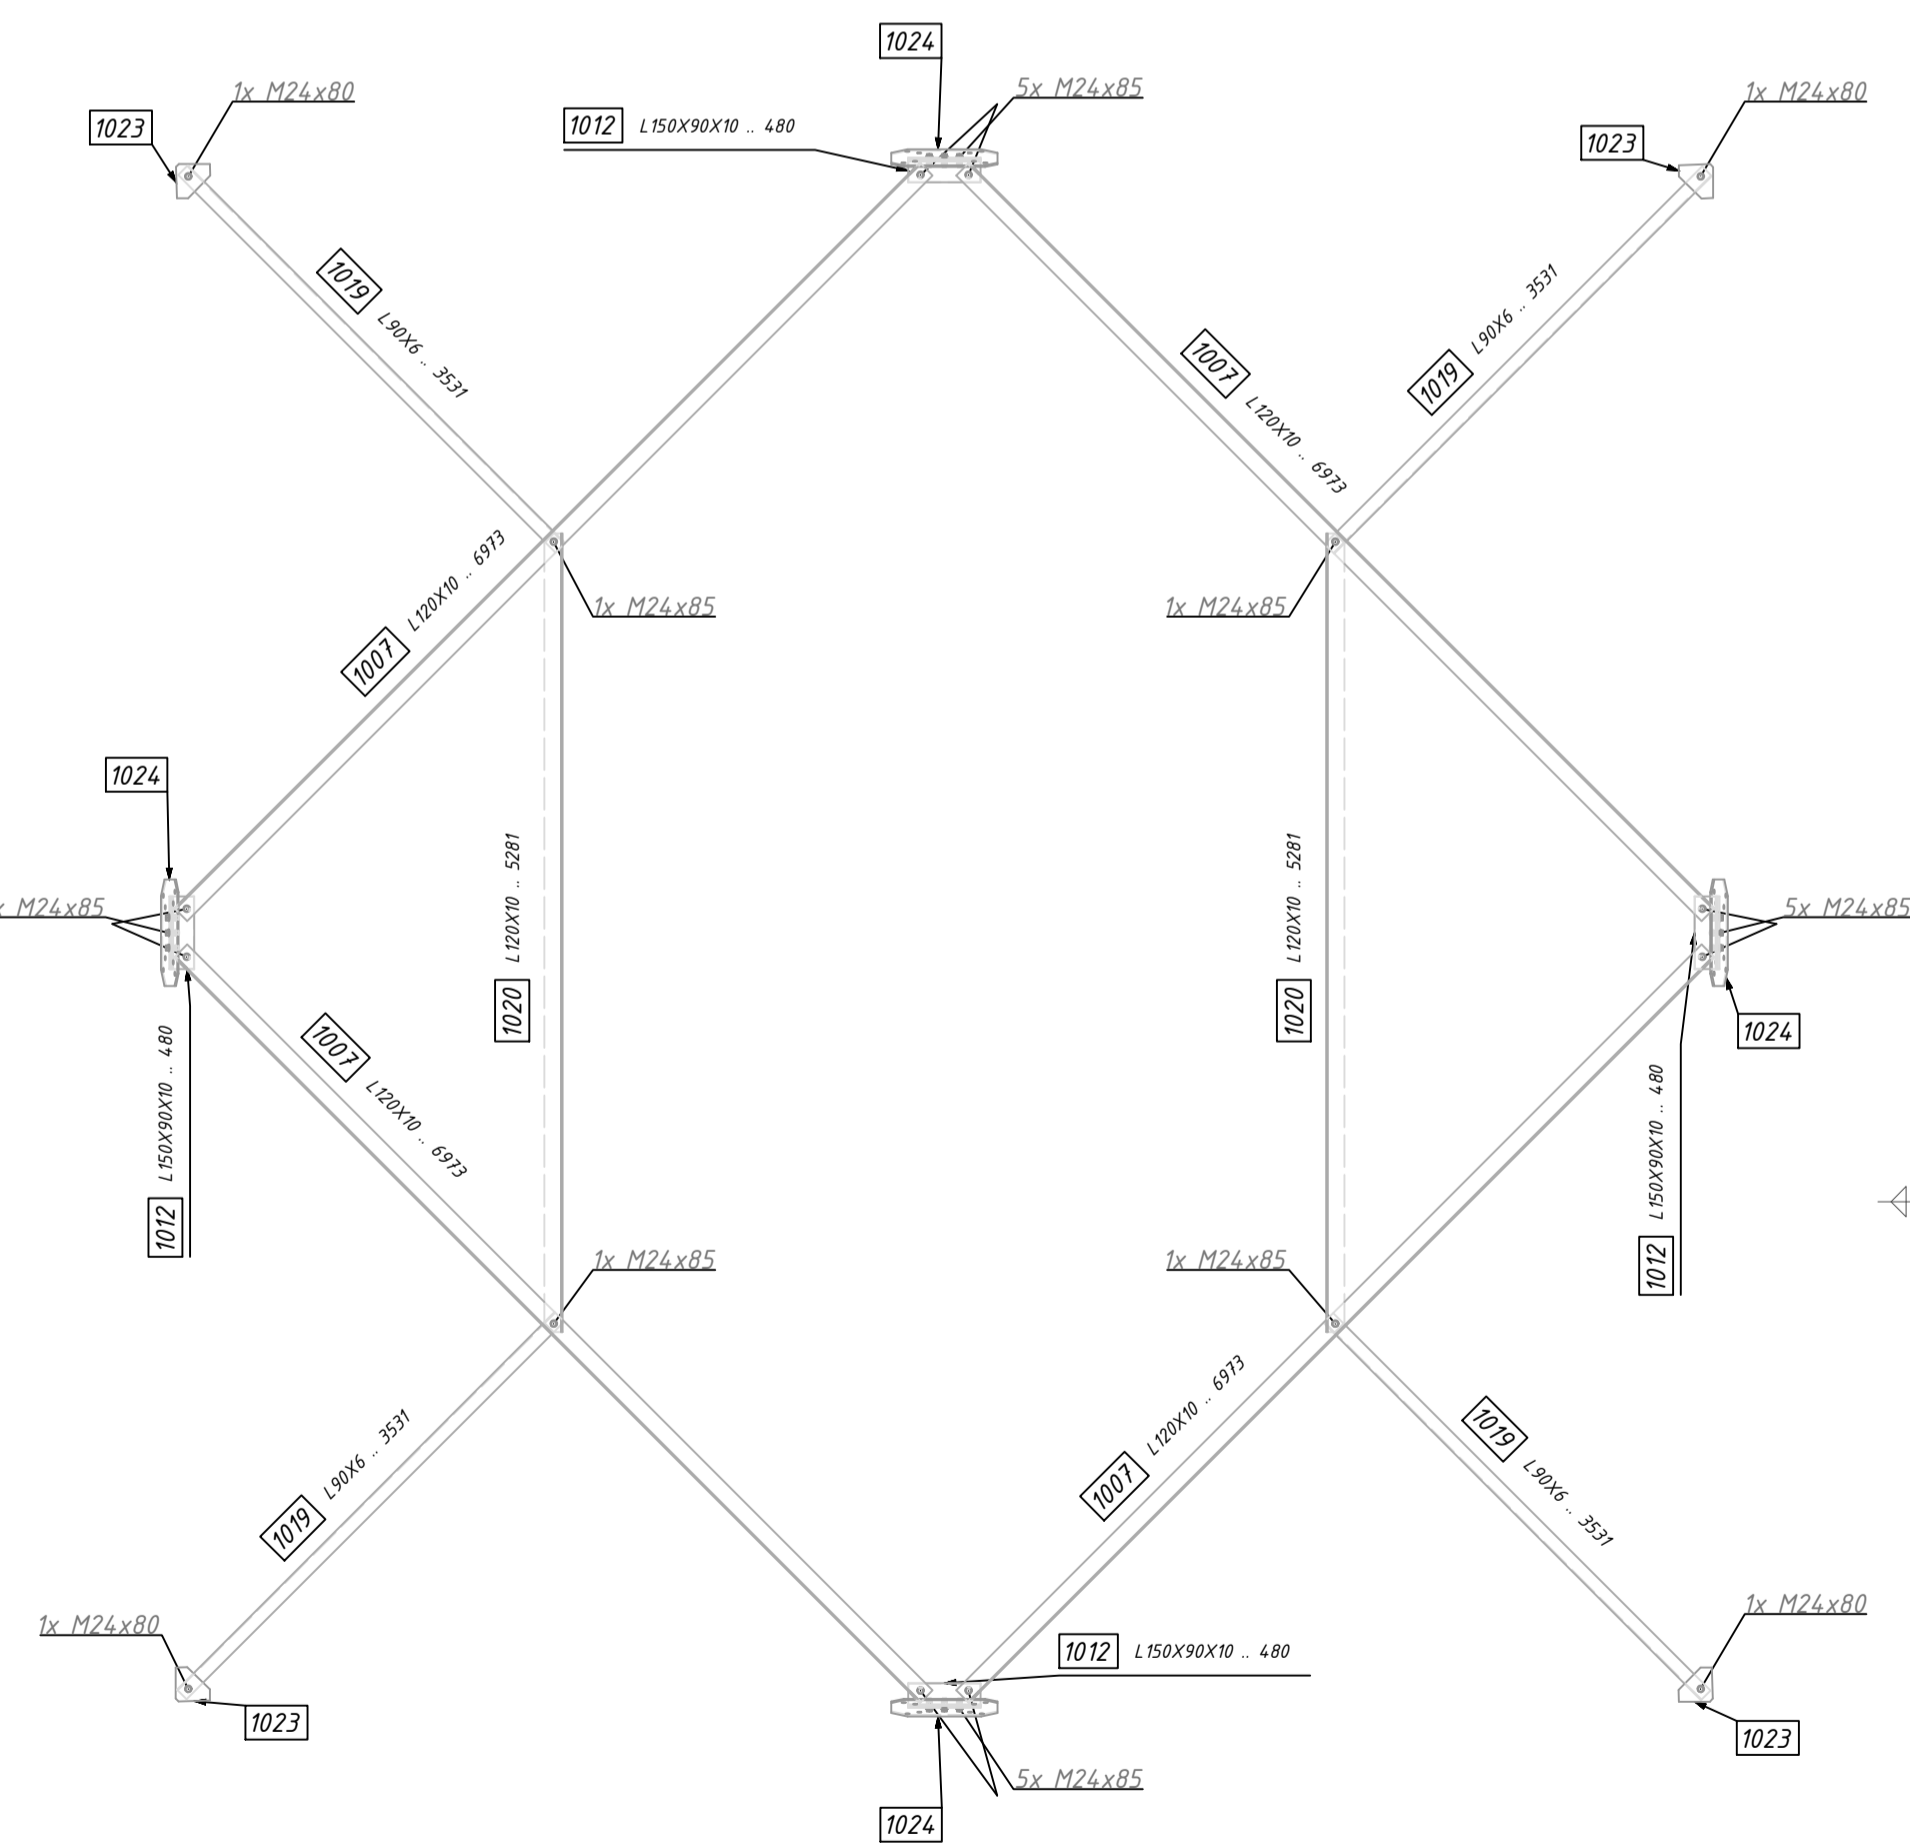 1024
1x M24x80
5x M24x85
1x M24x80
1023
1012 L150X90X10 .. 480
1023
1019 L90X6 .. 3531
1007 L120X10 .. 6973
1019 L90X6 .. 3531
1007 L120X10 .. 6973
1x M24x85
1x M24x85
1024
1020 L120X10 .. 5281
1020 L120X10 .. 5281
x M24x85
5x M24x85
1024
1012 L150X90X10 .. 480
1007 L120X10 .. 6973
1012 L150X90X10 .. 480
1x M24x85
1x M24x85
1019 L90X6 .. 3531
1007 L120X10 .. 6973
1019 L90X6 .. 3531
1x M24x80
1x M24x80
1012 L150X90X10 .. 480
1023
1023
5x M24x85
1024